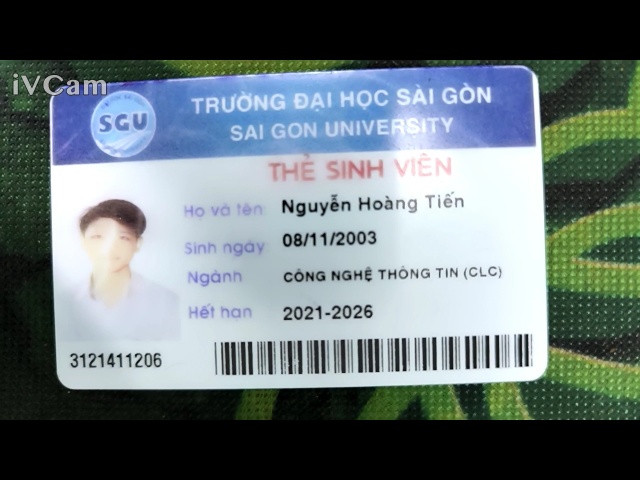 iVCam
SGU
TRƯỜNG ĐẠI HỌC SÀI GÒN
SAI GON UNIVERSITY
THẺ SINH VIÊN
Họ và tên Nguyễn Hoàng Tiến
Sinh ngày 08/11/2003
Ngành CÔNG NGHỆ THÔNG TIN (CLC)
Hết hạn 2021-2026
3121411206